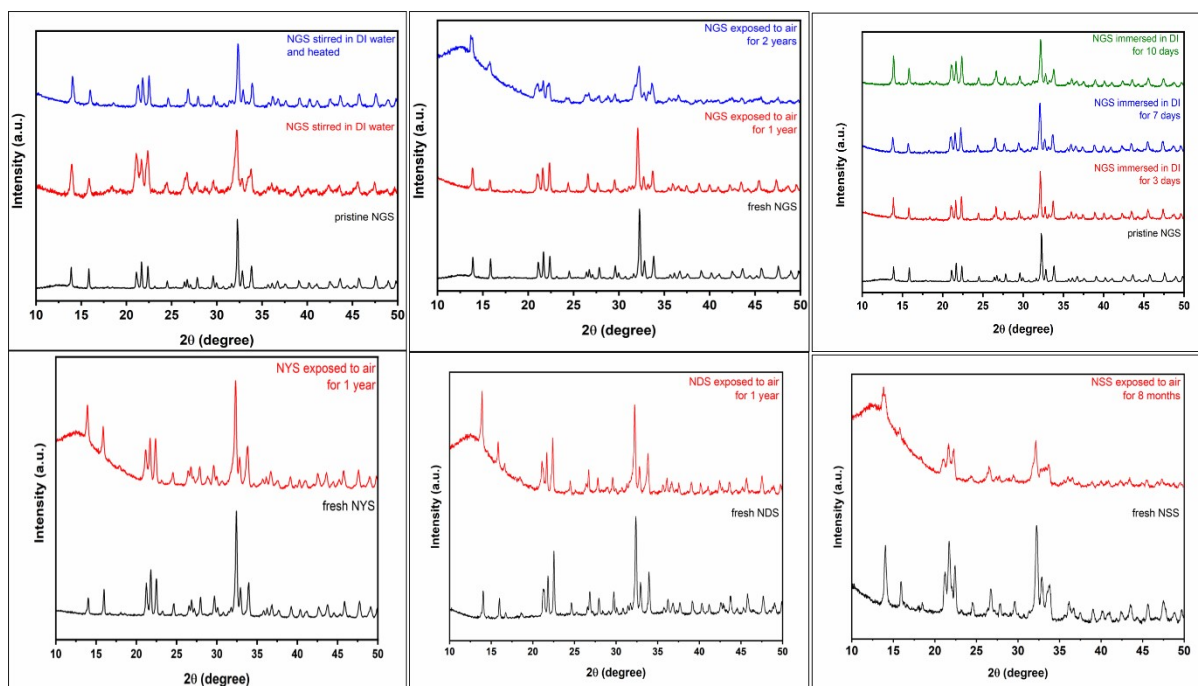 NGS stirred in DI water
and heated
NGS stirred in DI water
pristine NGS
Intensity (a.u.)
10 15 20 25 30 35 40 45 50
2θ (degree)
NGS exposed to air
for 2 years
NGS exposed to air
for 1 year
fresh NGS
Intensity (a.u.)
10 15 20 25 30 35 40 45 50
2θ (degree)
NGS immersed in DI
for 10 days
NGS immersed in DI
for 7 days
NGS immersed in DI
for 3 days
pristine NGS
Intensity (a.u.)
10 15 20 25 30 35 40 45 50
2θ (degree)
NYS exposed to air
for 1 year
fresh NYS
Intensity (a.u.)
10 15 20 25 30 35 40 45 50
2θ (degree)
NDS exposed to air
for 1 year
fresh NDS
Intensity (a.u.)
10 15 20 25 30 35 40 45 50
2θ (degree)
NSS exposed to air
for 8 months
fresh NSS
Intensity (a.u.)
10 15 20 25 30 35 40 45 50
2θ (degree)